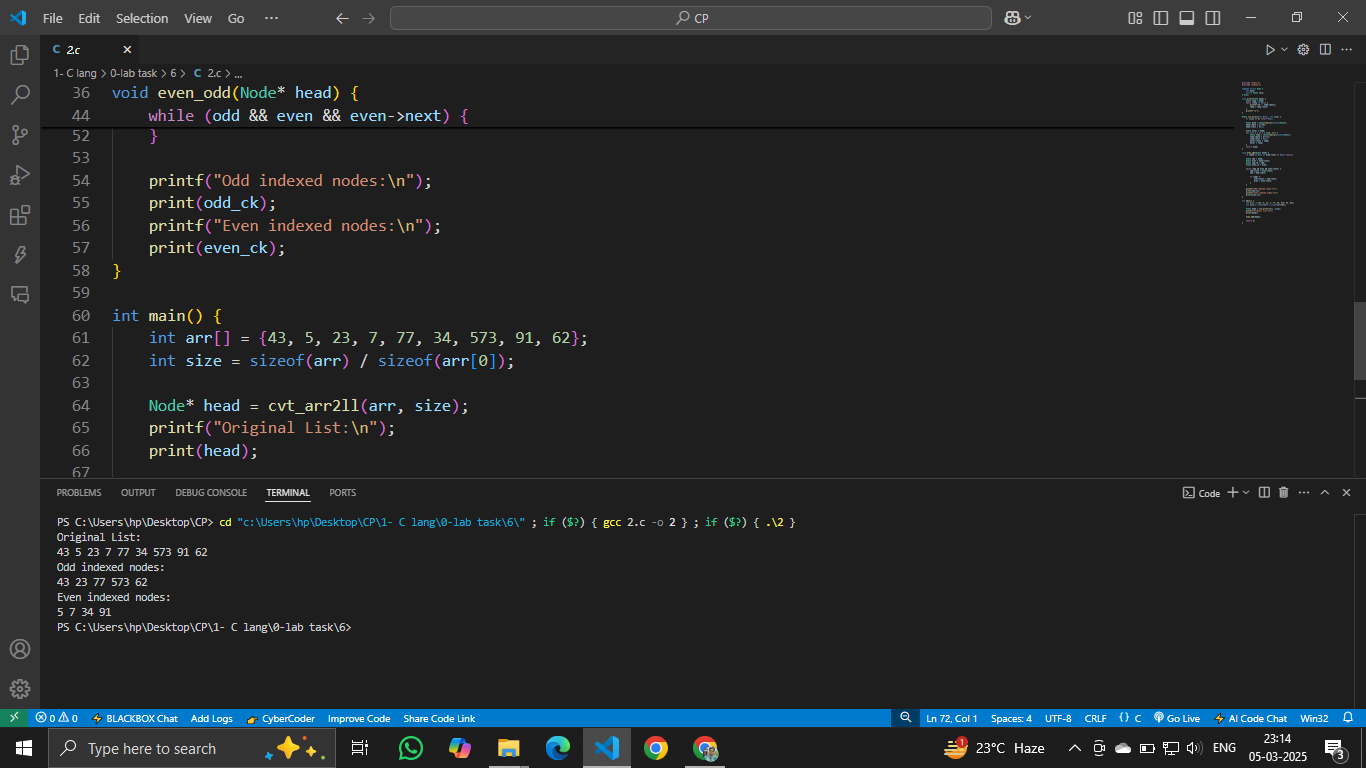 File Edit Selection View Go ··· CP
C 2.c
1- C lang > 0-lab task > 6 > C 2.c > ...
36 void even_odd(Node* head) {
44 while (odd && even && even->next) {
52 }
53
54 printf("Odd indexed nodes:\n");
55 print(odd_ck);
56 printf("Even indexed nodes:\n");
57 print(even_ck);
58 }
59
60 int main() {
61 int arr[] = {43, 5, 23, 7, 77, 34, 573, 91, 62};
62 int size = sizeof(arr) / sizeof(arr[0]);
63
64 Node* head = cvt_arr2ll(arr, size);
65 printf("Original List:\n");
66 print(head);
67
PROBLEMS OUTPUT DEBUG CONSOLE TERMINAL PORTS Code
PS C:\Users\hp\Desktop\CP> cd "c:\Users\hp\Desktop\CP\1- C lang\0-lab task\6\" ; if ($?) { gcc 2.c -o 2 } ; if ($?) { .\2 }
Original List:
43 5 23 7 77 34 573 91 62
Odd indexed nodes:
43 23 77 573 62
Even indexed nodes:
5 7 34 91
PS C:\Users\hp\Desktop\CP\1- C lang\0-lab task\6>
0 0 BLACKBOX Chat Add Logs CyberCoder Improve Code Share Code Link Ln 72, Col 1 Spaces: 4 UTF-8 CRLF {} C Go Live AI Code Chat Win32
Type here to search 1 23°C Haze ENG 23:14
05-03-2025 3